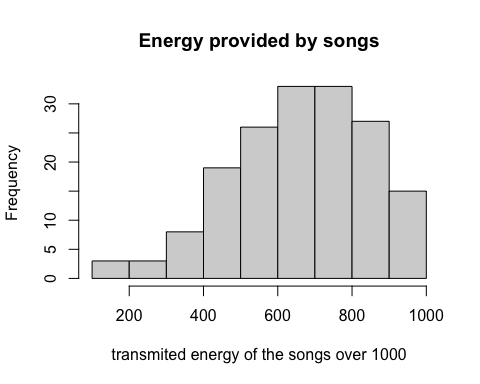 Energy provided by songs
Frequency
30
20
10
5
0
200 400 600 800 1000
transmited energy of the songs over 1000